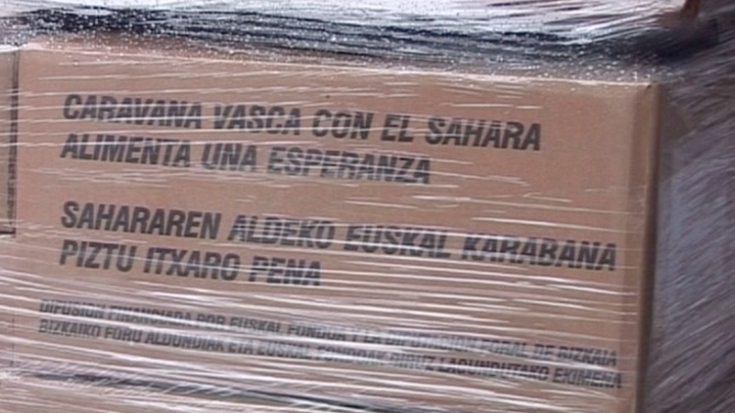 CARAVANA VASCA CON EL SAHARA
ALIMENTA UNA ESPERANZA
SAHARAREN ALDEKO EUSKAL KARABANA
PIZTU ITXARO PENA
DIFUSION FINANCIADA POR EUSKAL FONDOA Y LA DIPUTACION FORAL DE BIZKAIA
BIZKAIKO FORU ALDUNDIAK ETA EUSKAL FONDOAK DIRUZ LAGUNDUTAKO EKIMENA